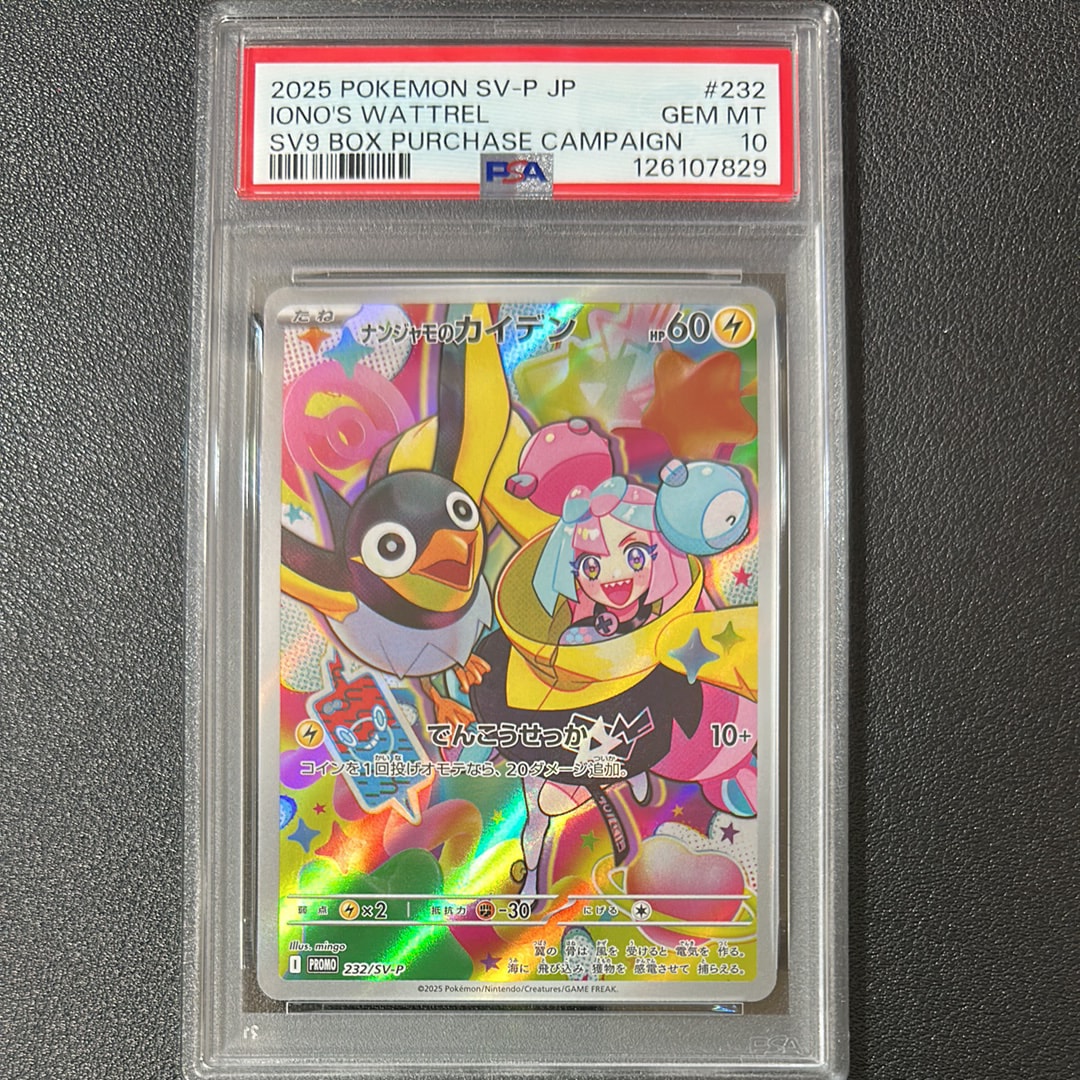 2025 POKEMON SV-P JP #232
IONO'S WATTREL GEM MT
SV9 BOX PURCHASE CAMPAIGN 10
PSA 126107829
たね ナンジャモのカイデン HP60
でんこうせっか 10+
コインを1回投げオモテなら、20ダメージ追加。
弱点 ×2 抵抗力 -30 にげる
Illus. mingo
翼の骨は風を受けると電気を作る。
I PROMO 232/SV-P
海に飛び込み獲物を感電させて捕らえる。
©2025 Pokémon/Nintendo/Creatures/GAME FREAK.
PSA